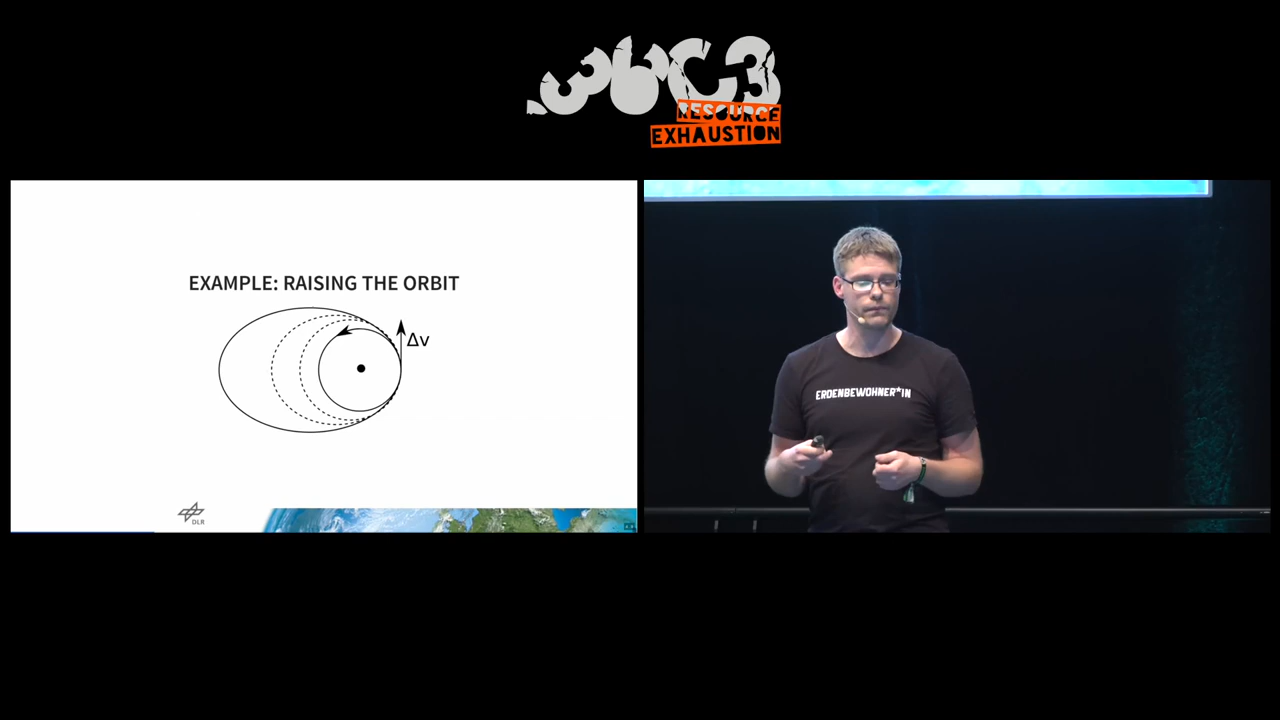 36C3
RESOURCE
EXHAUSTION
EXAMPLE: RAISING THE ORBIT
Δv
DLR
ERDENBEWOHNER*IN